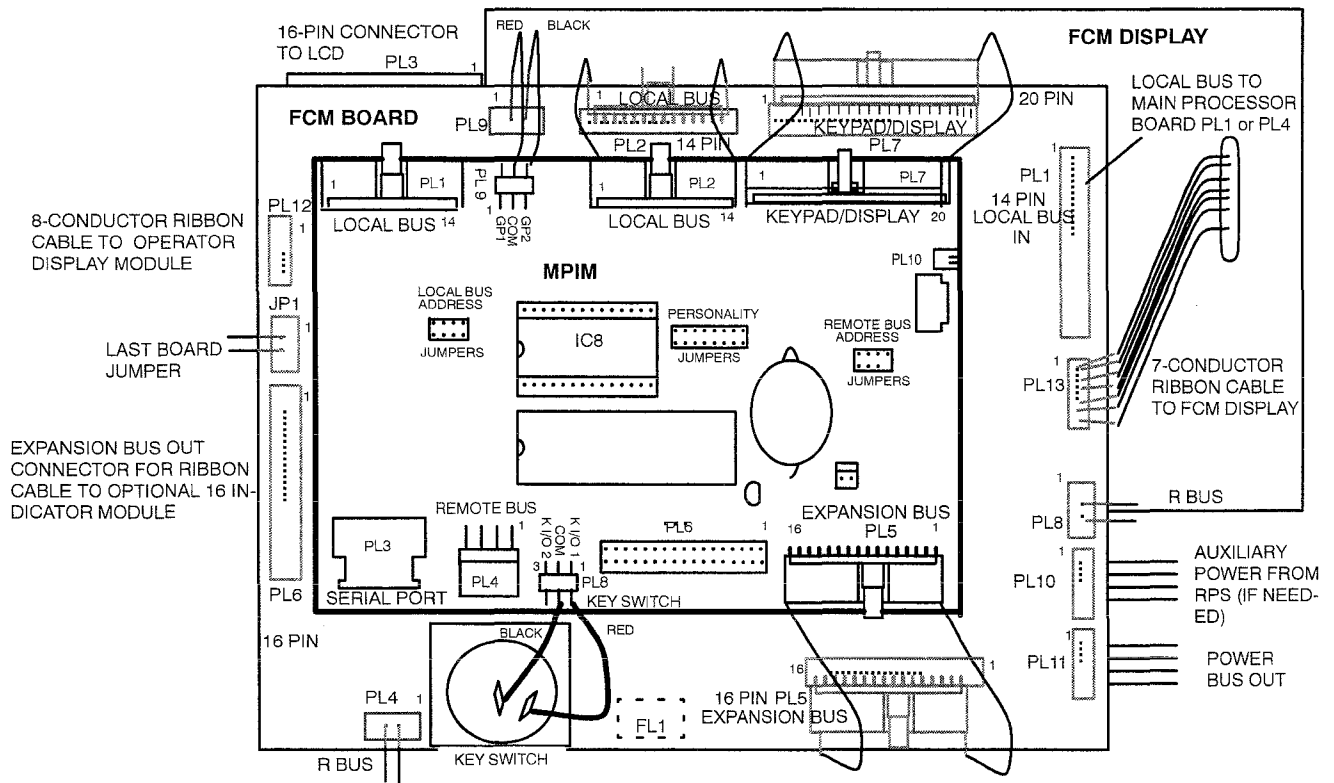 RED
BLACK
16-PIN CONNECTOR
TO LCD
PL3
1
FCM DISPLAY
LOCAL BUS TO
MAIN PROCESSOR
BOARD PL1 or PL4
FCM BOARD
PL9
1
1
LOCAL BUS
PL2
14 PIN
1
KEYPAD/DISPLAY
PL7
20 PIN
1
PL1
14 PIN
LOCAL BUS
IN
1
PL1
LOCAL BUS
14
PL9
1
GP1
COM
GP2
1
PL2
LOCAL BUS
14
1
PL7
KEYPAD/DISPLAY
20
PL12
1
8-CONDUCTOR RIBBON
CABLE TO OPERATOR
DISPLAY MODULE
MPIM
PL10
LOCAL BUS
ADDRESS
JUMPERS
IC8
PERSONALITY
JUMPERS
REMOTE BUS
ADDRESS
JUMPERS
JP1
1
LAST BOARD
JUMPER
1
PL13
7-CONDUCTOR
RIBBON CABLE
TO FCM DISPLAY
1
EXPANSION BUS OUT
CONNECTOR FOR RIBBON
CABLE TO OPTIONAL 16 IN-
DICATOR MODULE
PL6
16 PIN
PL3
SERIAL PORT
REMOTE BUS
1
PL4
K I/O 2
COM
K I/O 1
3
1
PL8
KEY SWITCH
PL6
1
EXPANSION BUS
16
PL5
1
1
PL8
R BUS
1
PL10
AUXILIARY
POWER FROM
RPS (IF NEED-
ED)
1
PL11
POWER
BUS OUT
BLACK
RED
KEY SWITCH
PL4
1
R BUS
FL1
16
1
16 PIN PL5
EXPANSION BUS